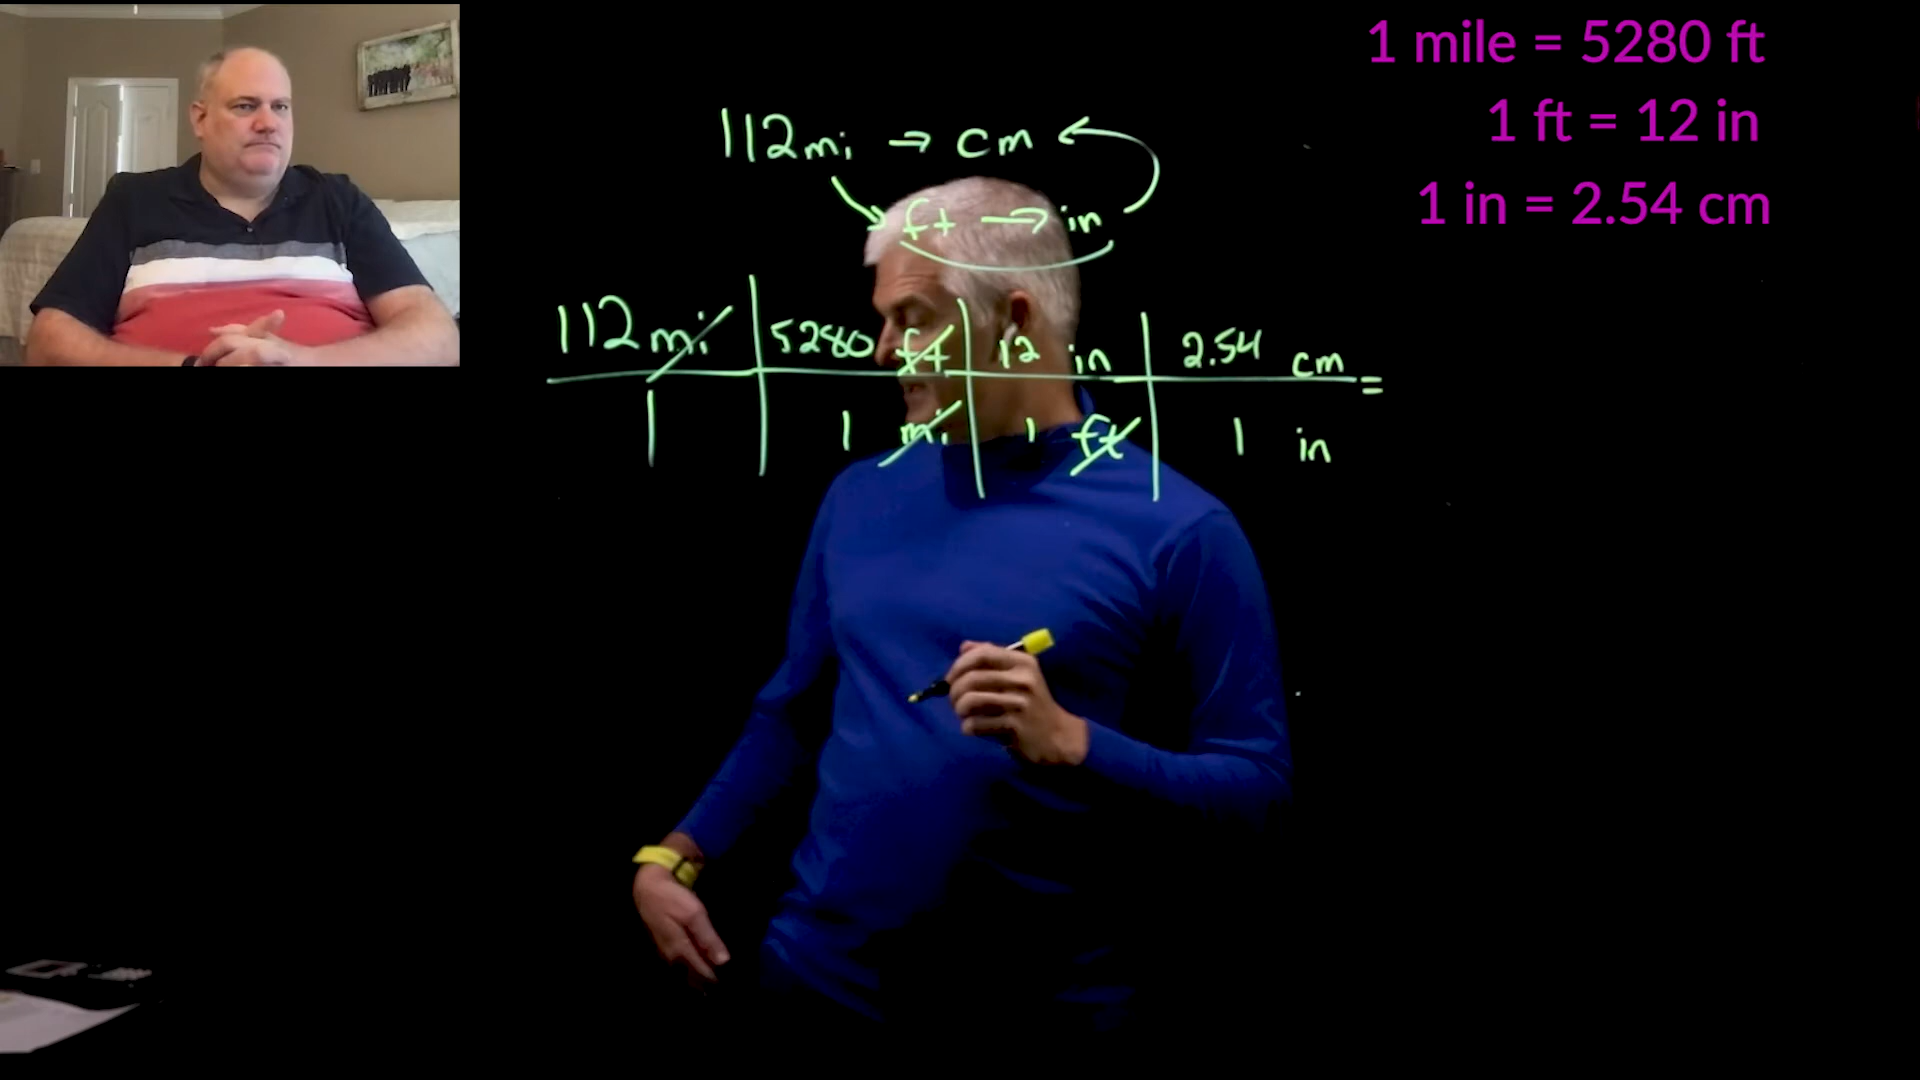 1 mile = 5280 ft
1 ft = 12 in
1 in = 2.54 cm
112mi → cm
ft → in
112 mi | 5280 ft | 12 in | 2.54 cm =
1 | 1 mi | 1 ft | 1 in